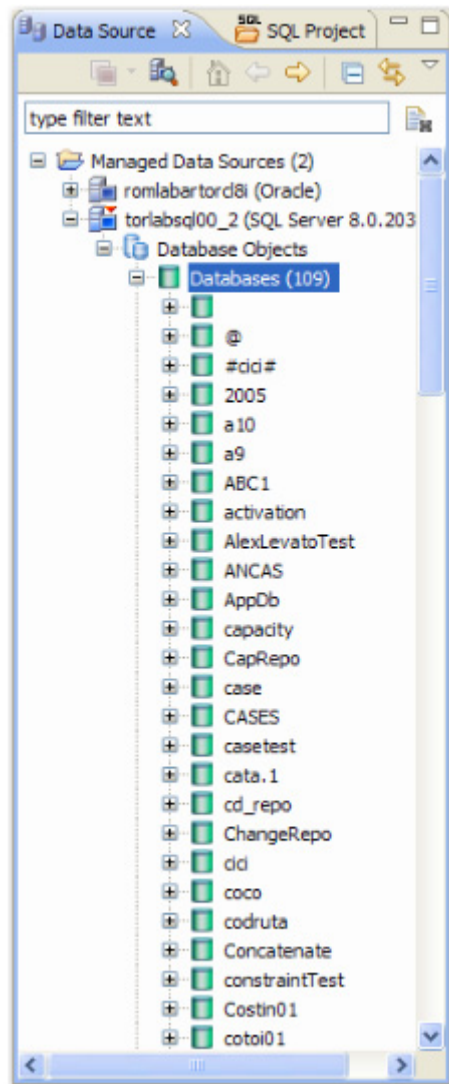 Data Source
SQL Project
type filter text
Managed Data Sources (2)
romlabartorcl8i (Oracle)
torlabsql00_2 (SQL Server 8.0.203
Database Objects
Databases (109)
@
#cici#
2005
a10
a9
ABC1
activation
AlexLevatoTest
ANCAS
AppDb
capacity
CapRepo
case
CASES
casetest
cata.1
cd_repo
ChangeRepo
cici
coco
codruta
Concatenate
constraintTest
Costin01
cotoi01